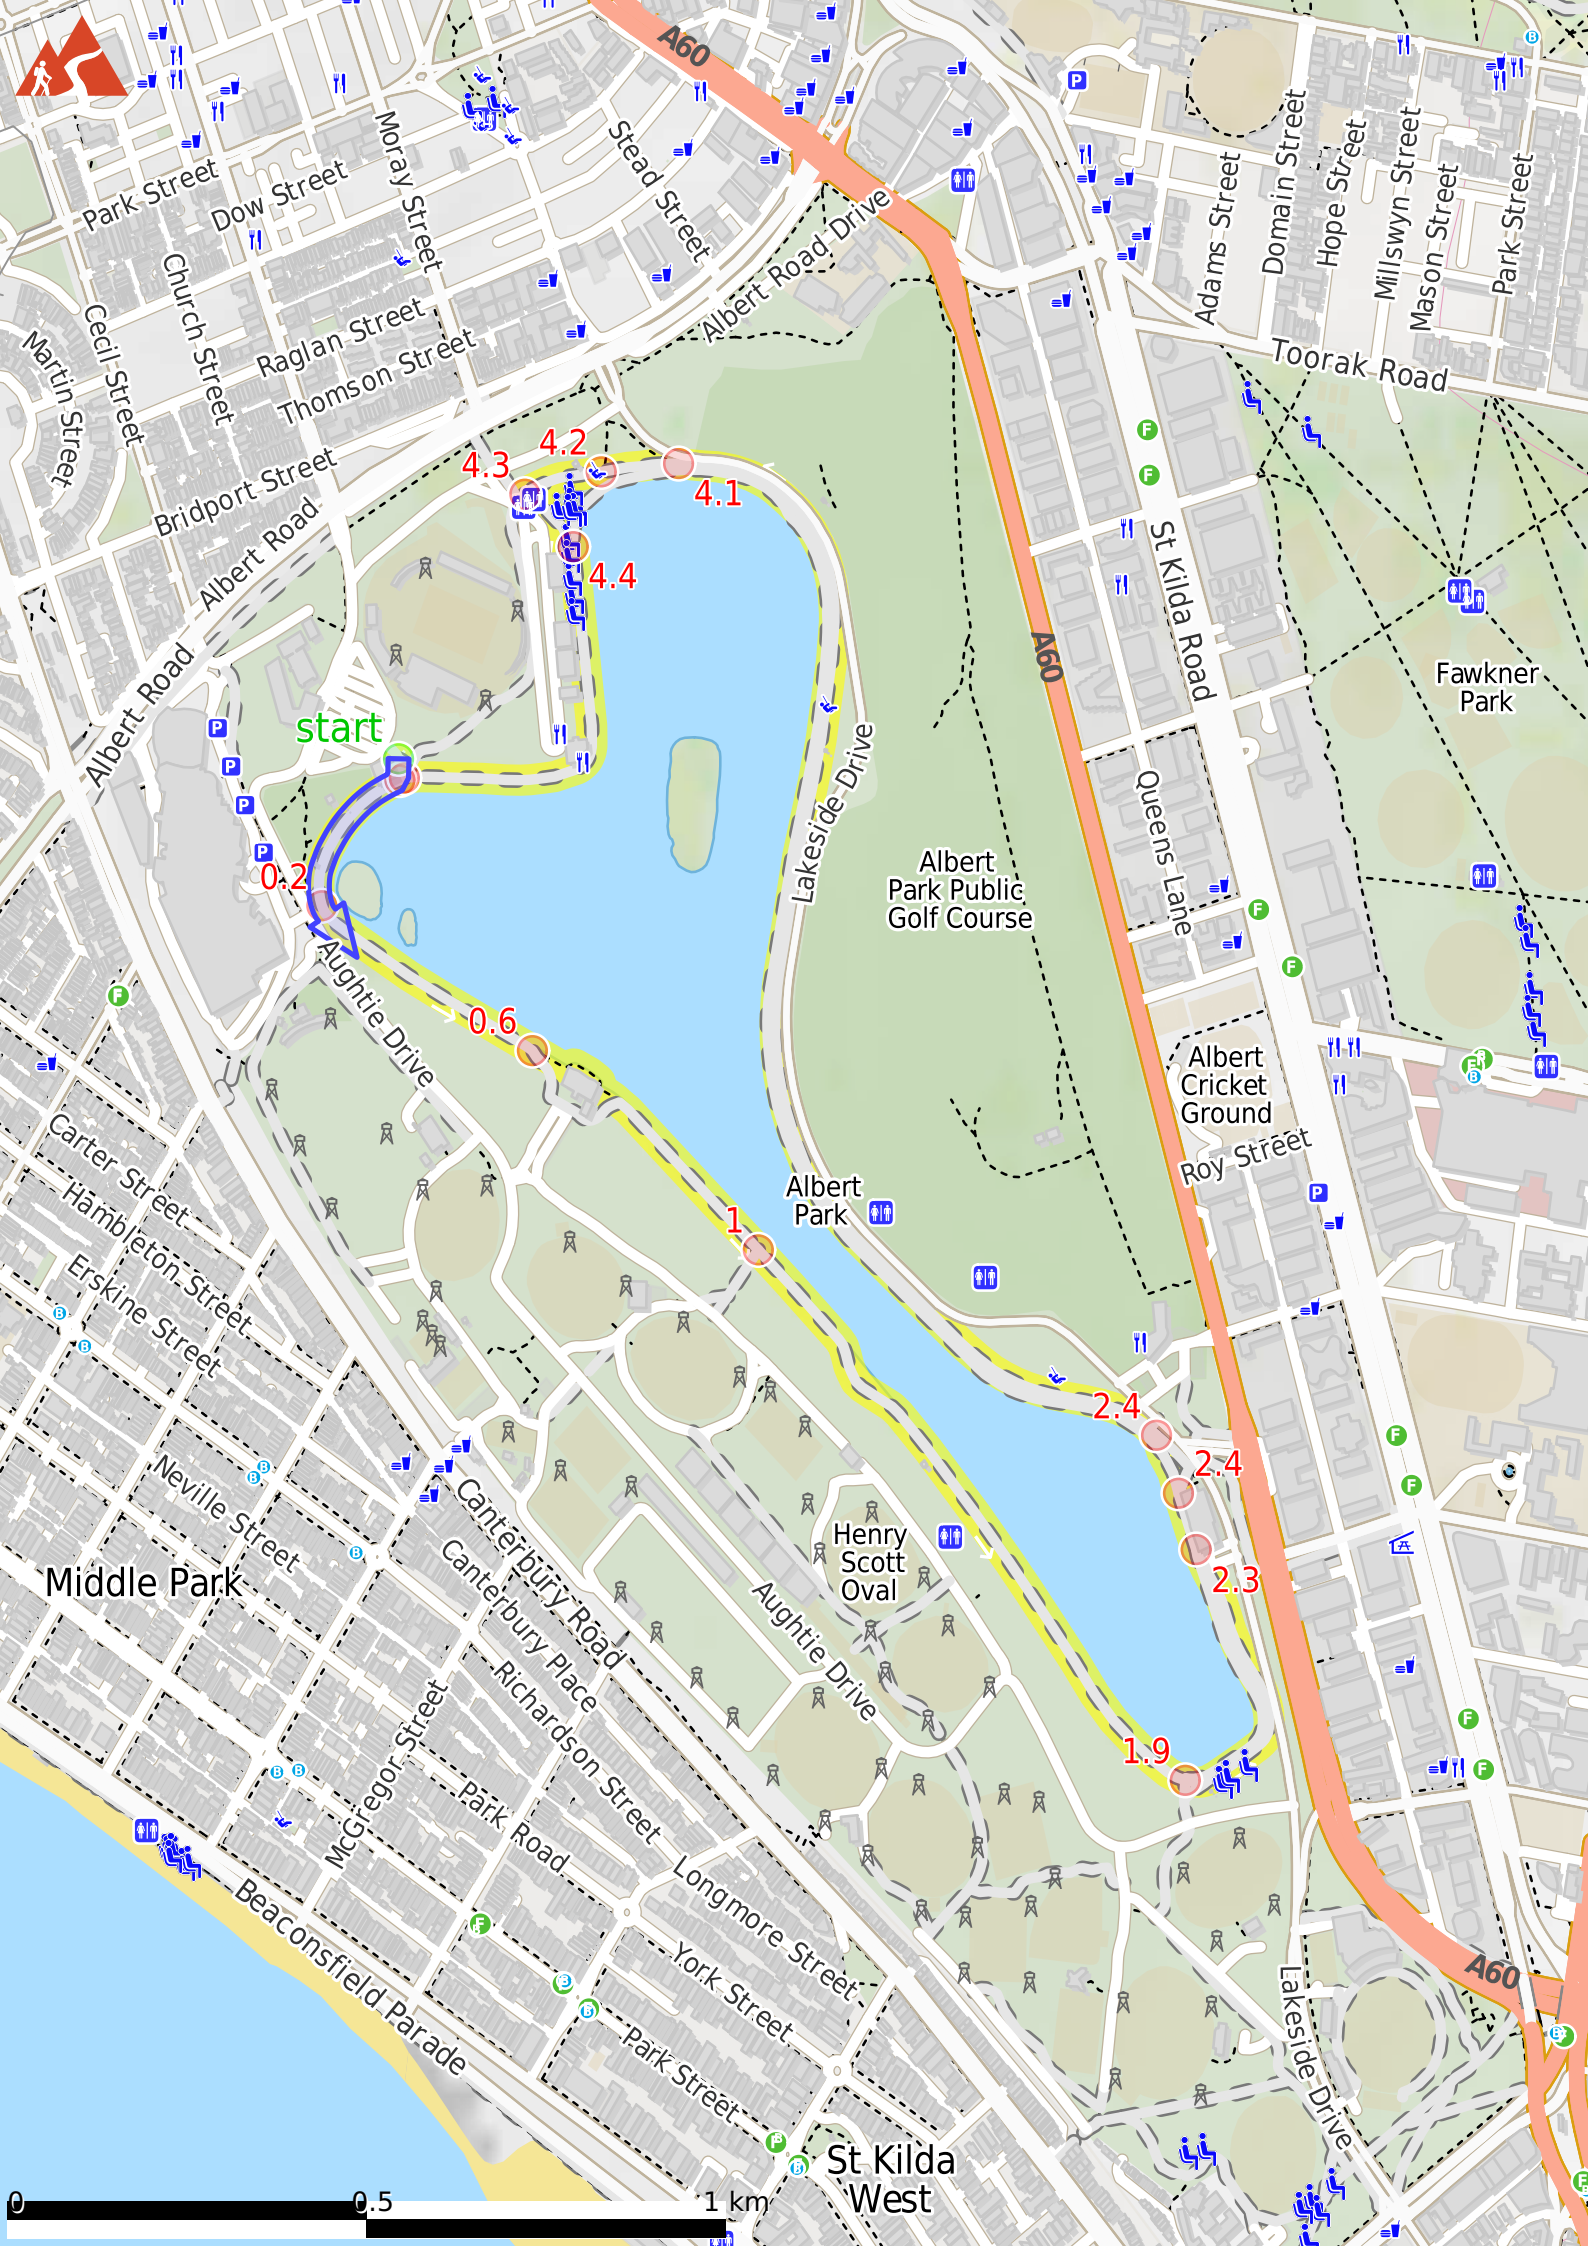 A60
Park Street
Dow Street
Moray Street
Stead Street
Albert Road Drive
Church Street
Cecil Street
Martin Street
Raglan Street
Thomson Street
Bridport Street
Albert Road
Albert Road
P
Adams Street
Domain Street
Hope Street
Millswyn Street
Mason Street
Park Street
B
Toorak Road
F
F
St Kilda Road
A60
Fawkner
Park
4.2
4.3
4.1
4.4
start
P
P
P
P
0.2
Lakeside Drive
Albert
Park Public
Golf Course
Queens Lane
F
F
Aughtie Drive
0.6
F
Albert
Cricket
Ground
Roy Street
P
B
Albert
Park
1
Carter Street
Hambleton Street
Erskine Street
B
B
Neville Street
B
B
B
Middle Park
Canterbury Road
Canterbury Place
Richardson Street
McGregor Street
Park Road
Longmore Street
York Street
Park Street
Beaconsfield Parade
B
B
F
B
B
F
B
2.4
2.4
2.3
Henry
Scott
Oval
Aughtie Drive
1.9
F
F
F
F
A60
Lakeside Drive
St Kilda
West
0
0.5
1 km